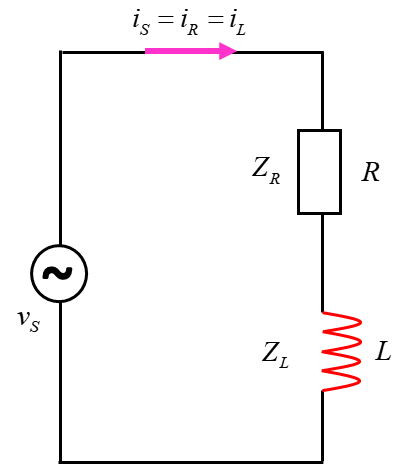 i_S = i_R = i_L
Z_R
R
v_S
Z_L
L